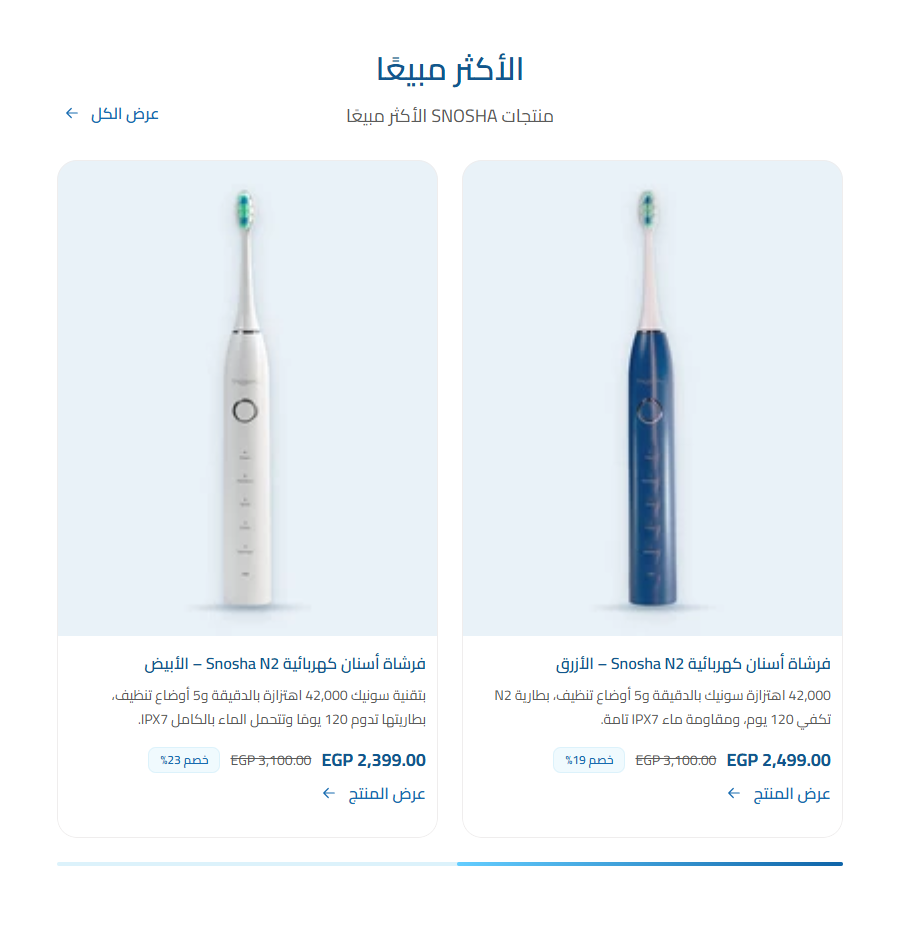 الأكثر مبيعًا
منتجات SNOSHA الأكثر مبيعًا
عرض الكل ←
فرشاة أسنان كهربائية Snosha N2 – الأزرق
42,000 اهتزازة سونيك بالدقيقة و5 أوضاع تنظيف، بطارية N2
تكفي 120 يوم، ومقاومة ماء IPX7 تامة.
EGP 2,499.00 EGP 3,100.00 خصم 19%
عرض المنتج ←
فرشاة أسنان كهربائية Snosha N2 – الأبيض
بتقنية سونيك 42,000 اهتزازة بالدقيقة و5 أوضاع تنظيف،
بطاريتها تدوم 120 يومًا وتتحمل الماء بالكامل IPX7.
EGP 2,399.00 EGP 3,100.00 خصم 23%
عرض المنتج ←